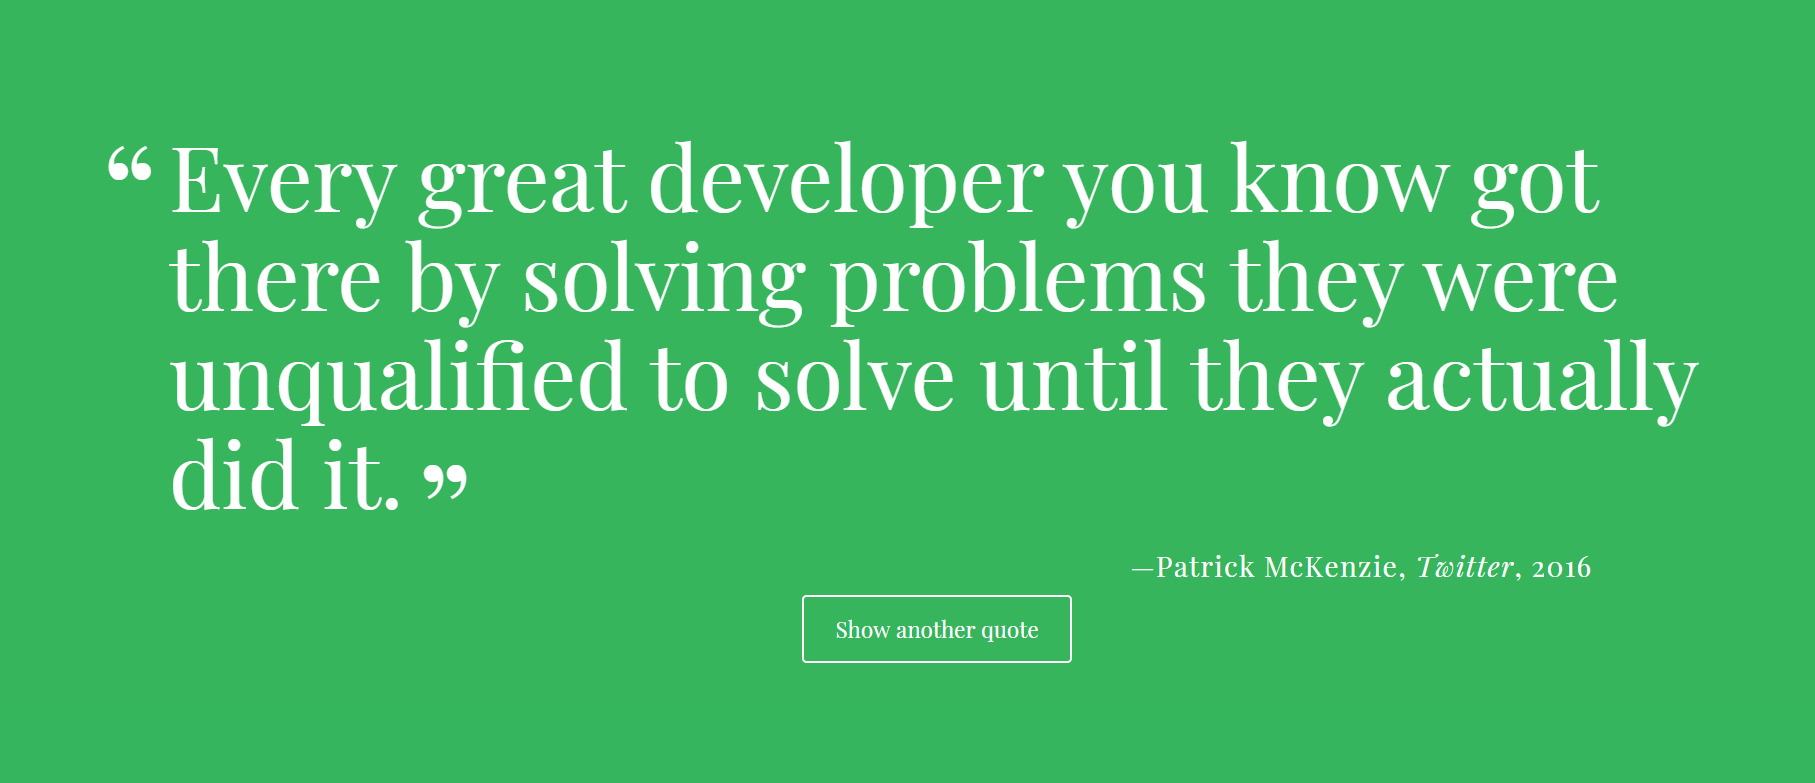 “Every great developer you know got
there by solving problems they were
unqualified to solve until they actually
did it.”
—Patrick McKenzie, Twitter, 2016
Show another quote